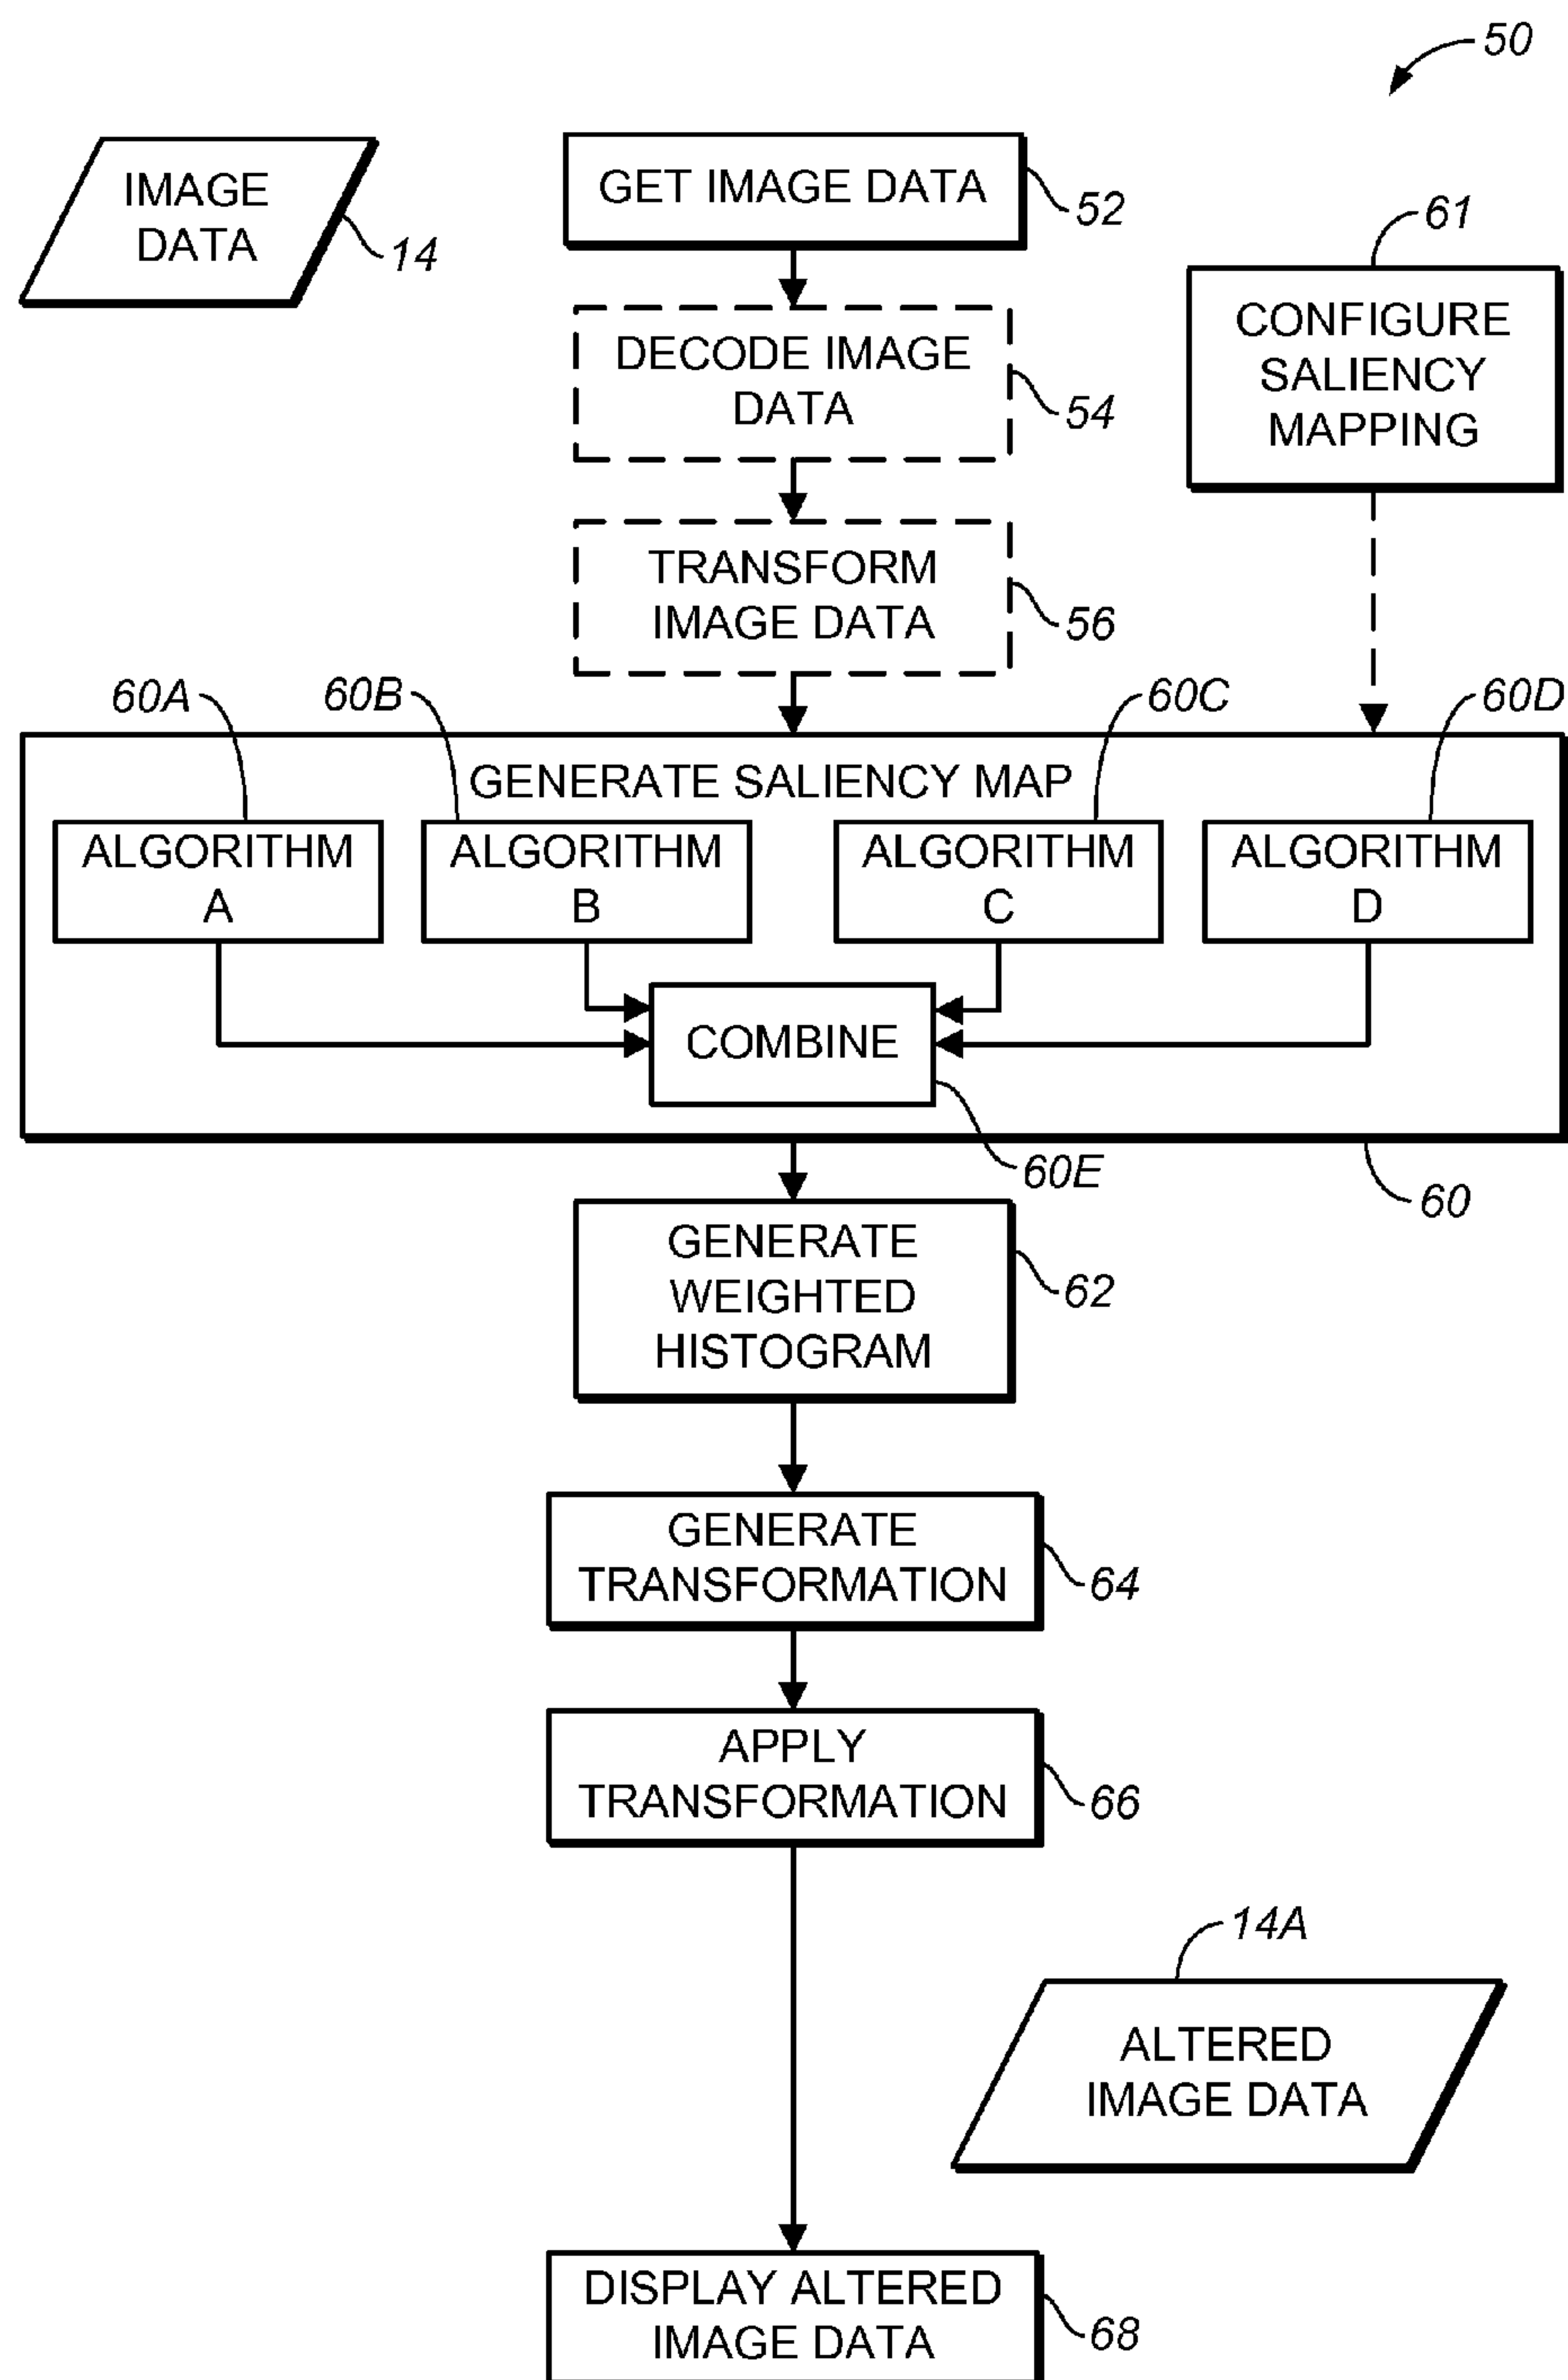 50
IMAGE
DATA
14
GET IMAGE DATA
52
61
CONFIGURE
SALIENCY
MAPPING
DECODE IMAGE
DATA
54
TRANSFORM
IMAGE DATA
56
60A
60B
60C
60D
GENERATE SALIENCY MAP
ALGORITHM
A
ALGORITHM
B
ALGORITHM
C
ALGORITHM
D
COMBINE
60E
60
GENERATE
WEIGHTED
HISTOGRAM
62
GENERATE
TRANSFORMATION
64
APPLY
TRANSFORMATION
66
14A
ALTERED
IMAGE DATA
DISPLAY ALTERED
IMAGE DATA
68